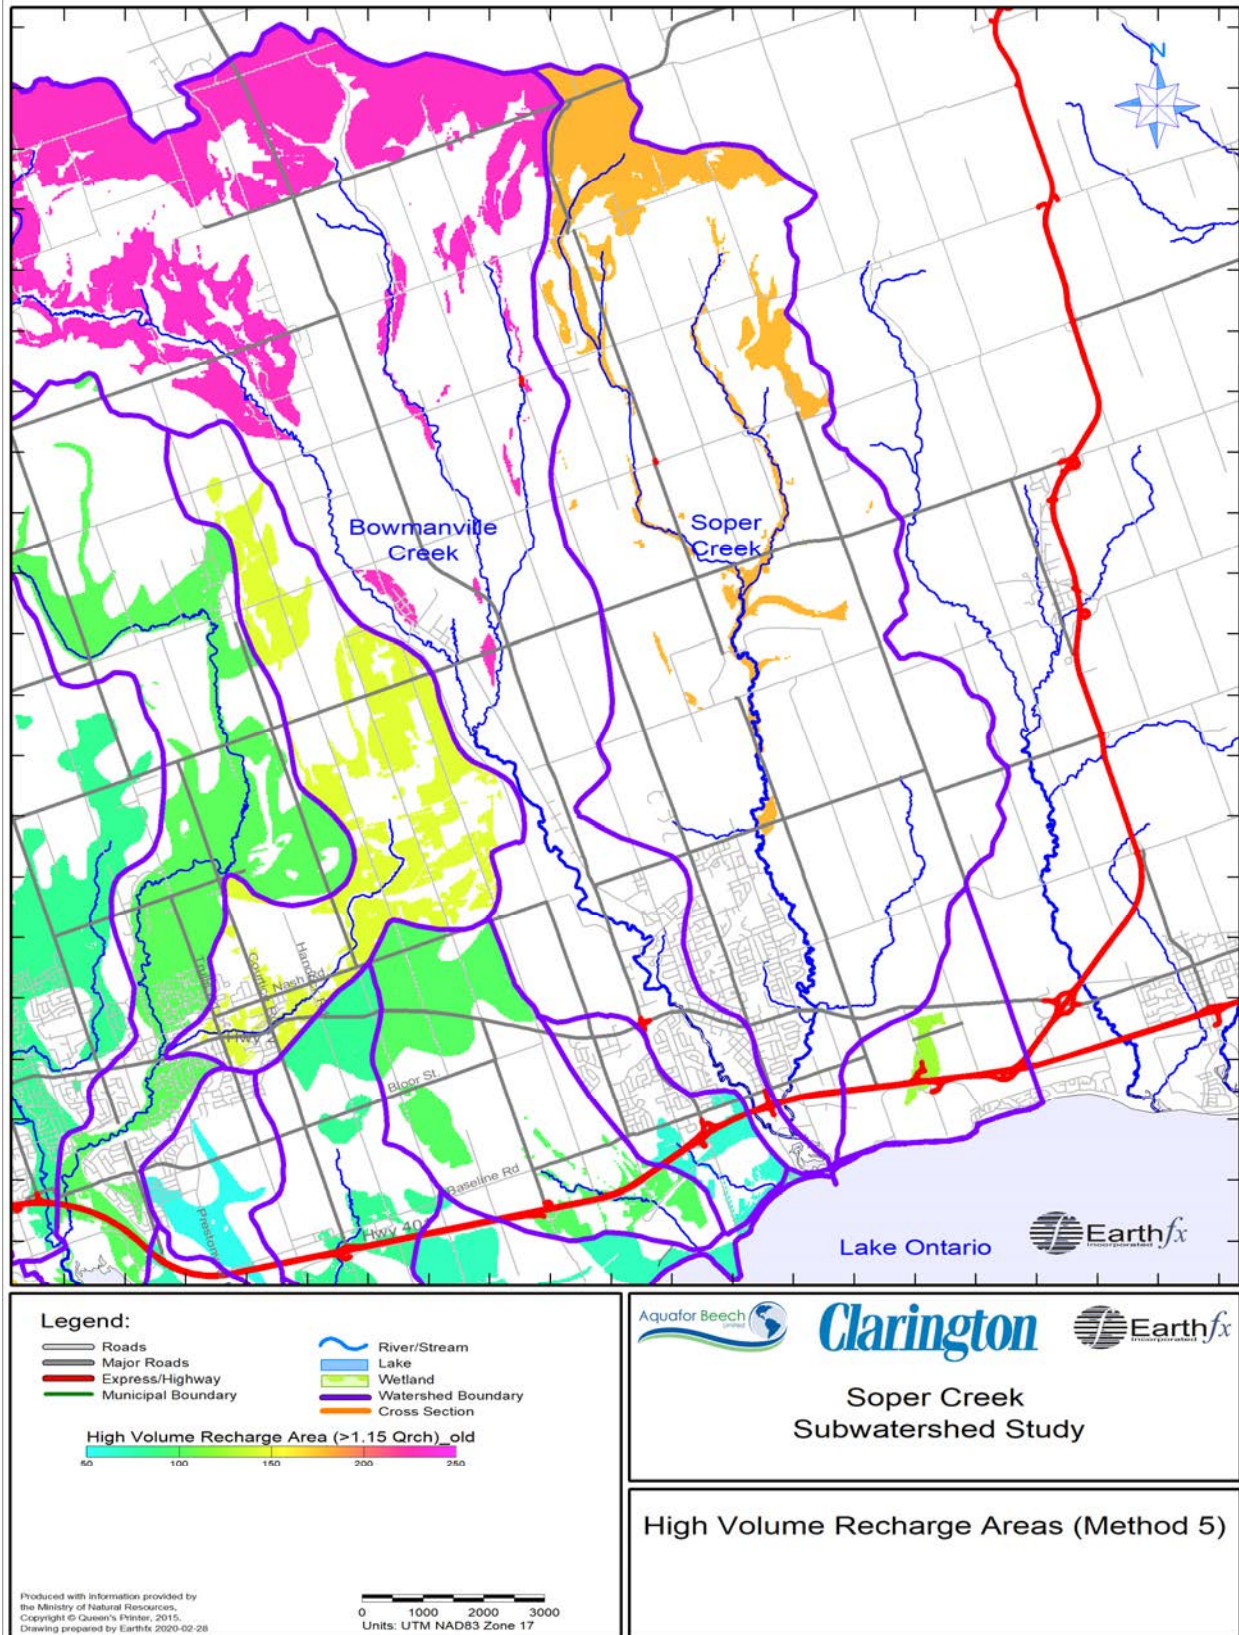 N
Bowmanville
Creek
Soper
Creek
Nash Rd
Hwy 2
Bloor St.
Baseline Rd
Hwy 40
Lake Ontario
Earthfx
Incorporated
Legend:
Roads
Major Roads
Express/Highway
Municipal Boundary
River/Stream
Lake
Wetland
Watershed Boundary
Cross Section
High Volume Recharge Area (>1.15 Qrch)_old
50 100 150 200 250
Produced with information provided by
the Ministry of Natural Resources,
Copyright © Queen's Printer, 2015.
Drawing prepared by Earthfx 2020-02-28
0 1000 2000 3000
Units: UTM NAD83 Zone 17
Aquafor Beech
Limited
Clarington
Earthfx
Incorporated
Soper Creek
Subwatershed Study
High Volume Recharge Areas (Method 5)